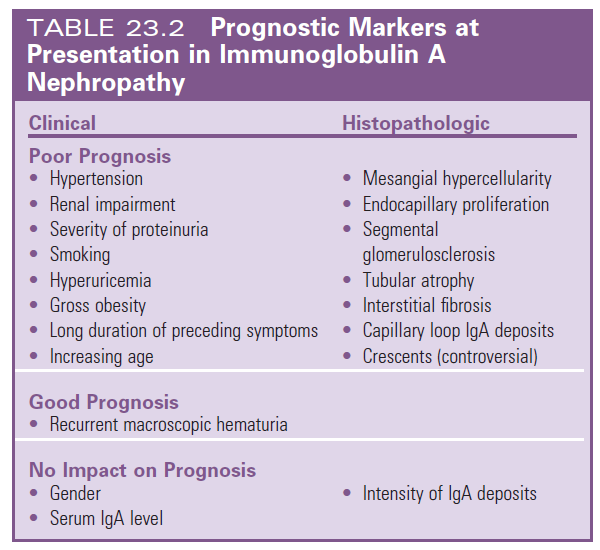 TABLE 23.2 Prognostic Markers at
Presentation in Immunoglobulin A
Nephropathy
Clinical
Histopathologic
Poor Prognosis
• Hypertension
• Renal impairment
• Severity of proteinuria
• Smoking
• Hyperuricemia
• Gross obesity
• Long duration of preceding symptoms
• Increasing age
• Mesangial hypercellularity
• Endocapillary proliferation
• Segmental
glomerulosclerosis
• Tubular atrophy
• Interstitial fibrosis
• Capillary loop IgA deposits
• Crescents (controversial)
Good Prognosis
• Recurrent macroscopic hematuria
No Impact on Prognosis
• Gender
• Serum IgA level
• Intensity of IgA deposits